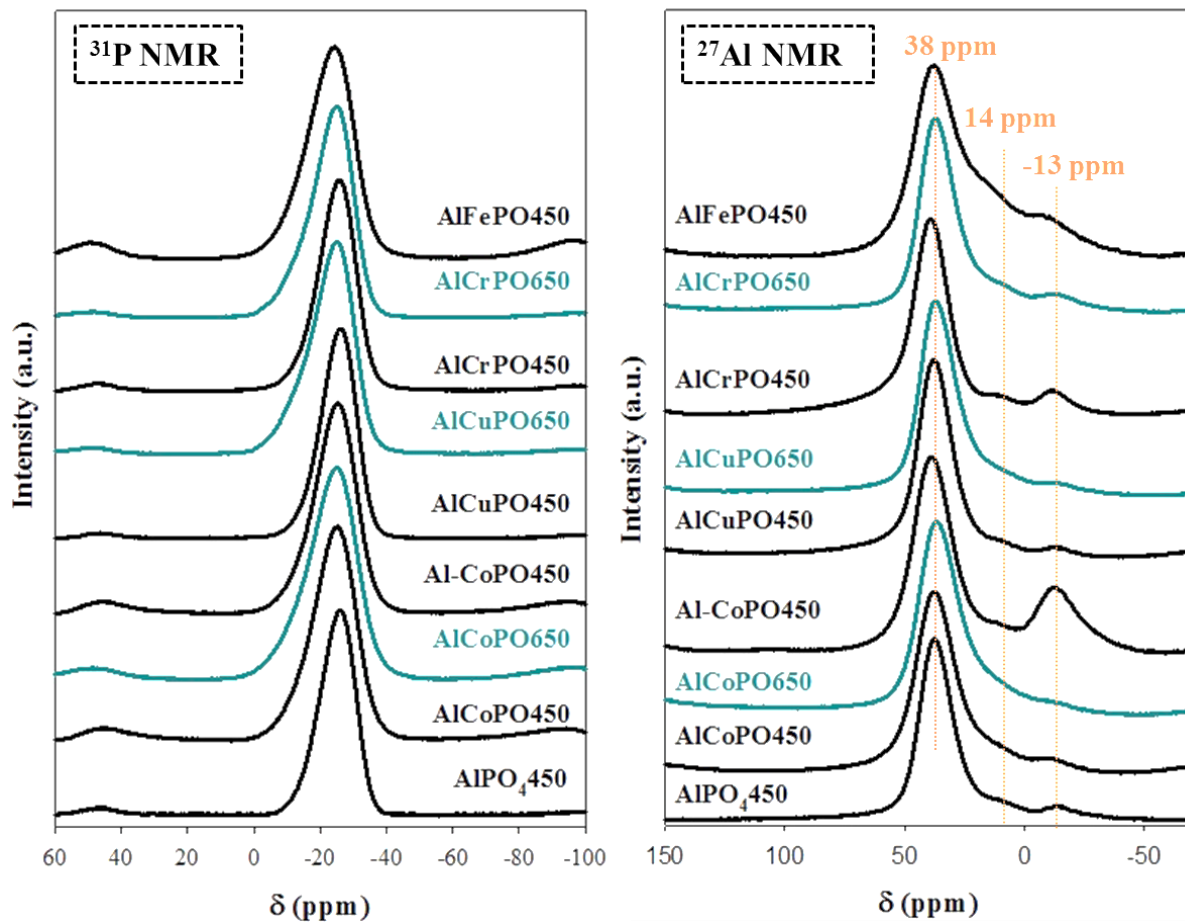 ³¹P NMR
AlFePO450
AlCrPO650
AlCrPO450
AlCuPO650
AlCuPO450
Al-CoPO450
AlCoPO650
AlCoPO450
AlPO₄450
Intensity (a.u.)
60 40 20 0 -20 -40 -60 -80 -100
δ (ppm)
²⁷Al NMR
38 ppm
14 ppm
-13 ppm
AlFePO450
AlCrPO650
AlCrPO450
AlCuPO650
AlCuPO450
Al-CoPO450
AlCoPO650
AlCoPO450
AlPO₄450
Intensity (a.u.)
150 100 50 0 -50
δ (ppm)